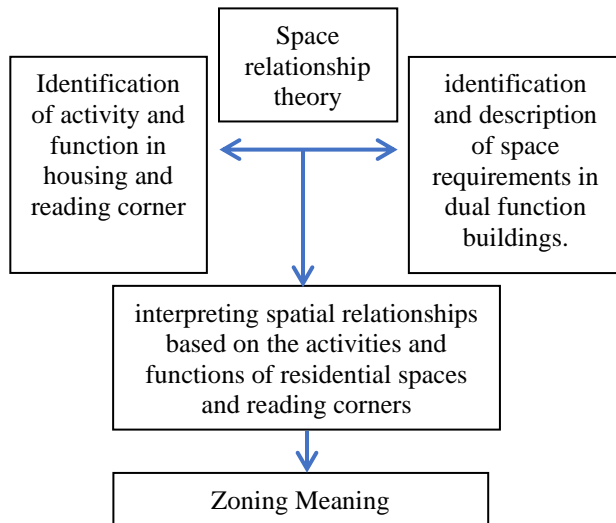 Space
relationship
theory
Identification
of activity and
function in
housing and
reading corner
identification
and description
of space
requirements in
dual function
buildings.
interpreting spatial relationships
based on the activities and
functions of residential spaces
and reading corners
Zoning Meaning